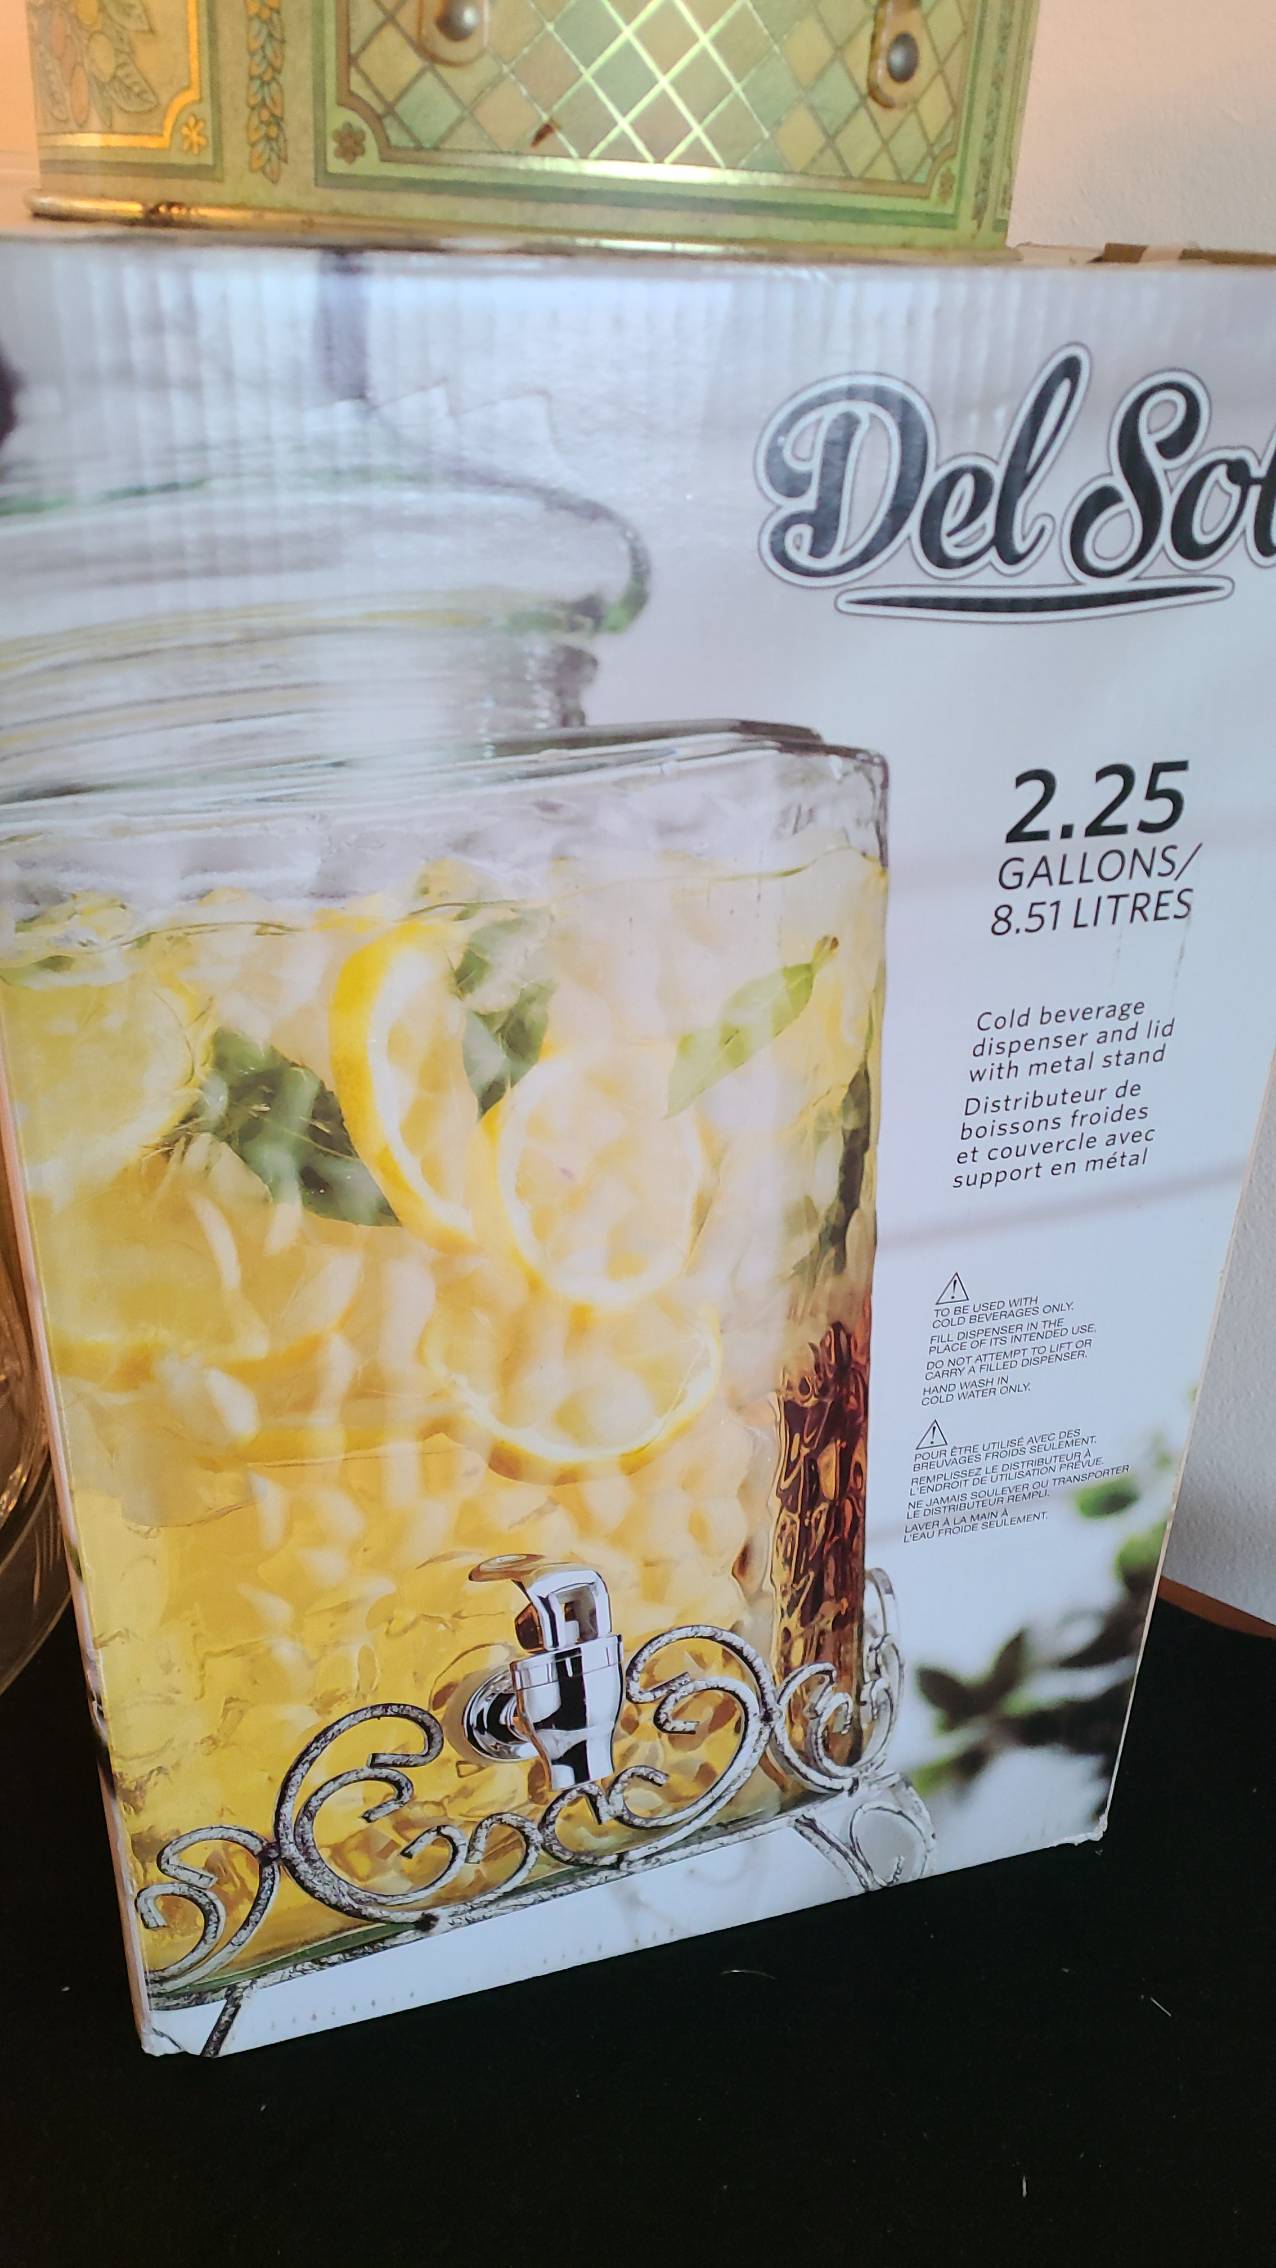 Del Sol
2.25
GALLONS/
8.51 LITRES
Cold beverage
dispenser and lid
with metal stand
Distributeur de
boissons froides
et couvercle avec
support en métal
TO BE USED WITH
COLD BEVERAGES ONLY.
FILL DISPENSER IN THE
PLACE OF ITS INTENDED USE.
DO NOT ATTEMPT TO LIFT OR
CARRY A FILLED DISPENSER.
HAND WASH IN
COLD WATER ONLY.
POUR ÊTRE UTILISÉ AVEC DES
BREUVAGES FROIDS SEULEMENT.
REMPLISSEZ LE DISTRIBUTEUR À
L'ENDROIT DE UTILISATION PRÉVUE.
NE JAMAIS SOULEVER OU TRANSPORTER
LE DISTRIBUTEUR REMPLI.
LAVER À LA MAIN À
L'EAU FROIDE SEULEMENT.